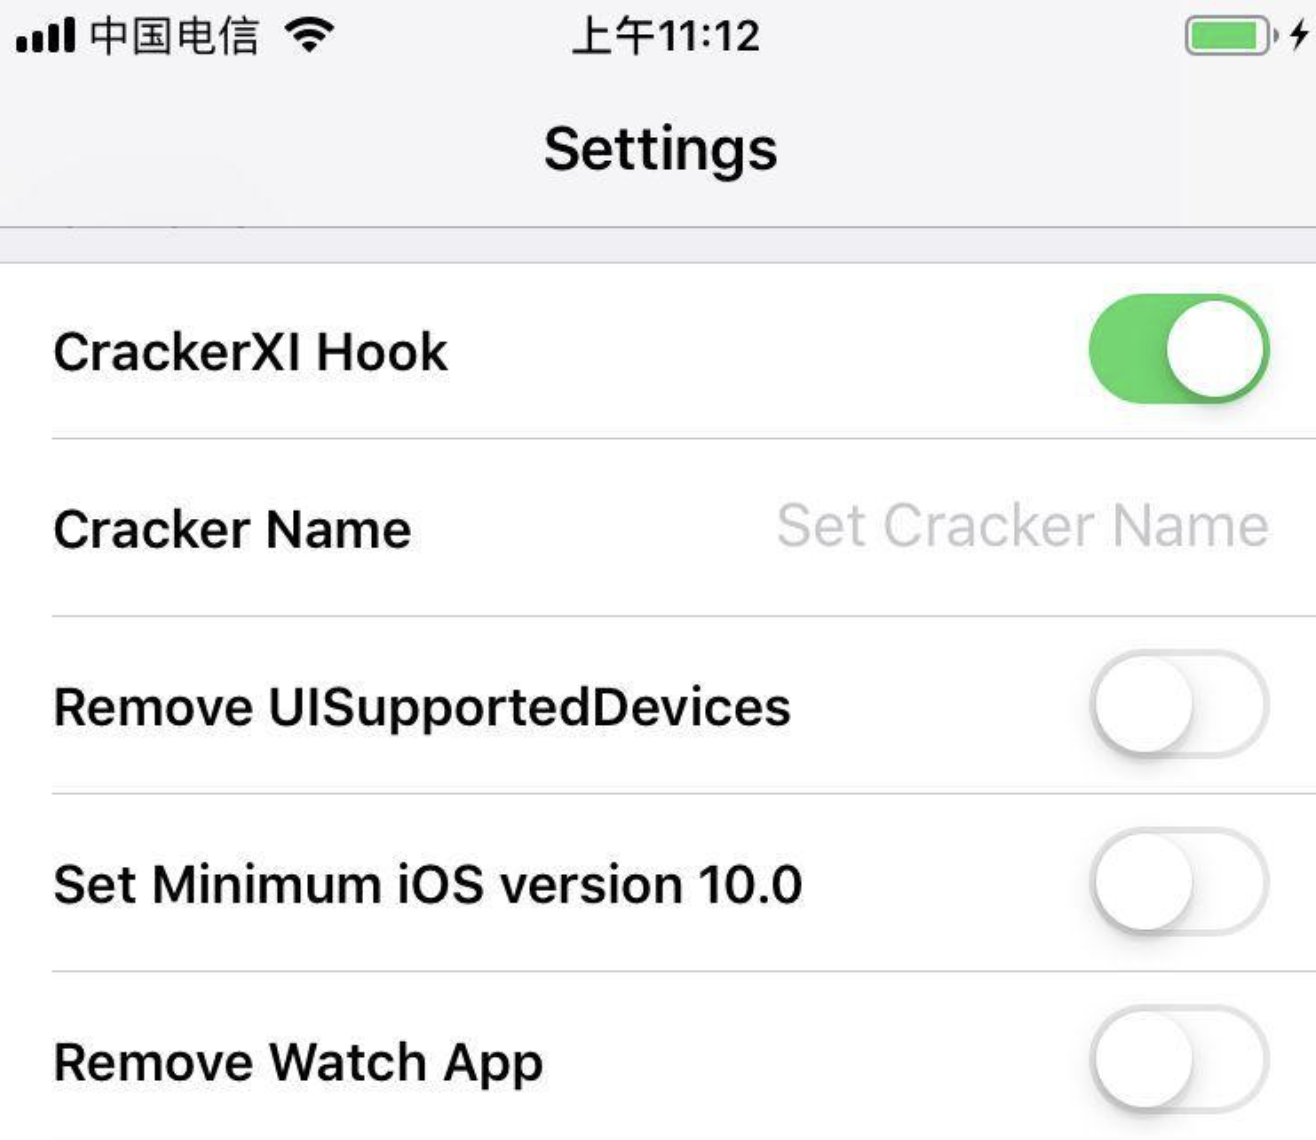 中国电信 上午11:12
Settings
CrackerXI Hook
Cracker Name Set Cracker Name
Remove UISupportedDevices
Set Minimum iOS version 10.0
Remove Watch App